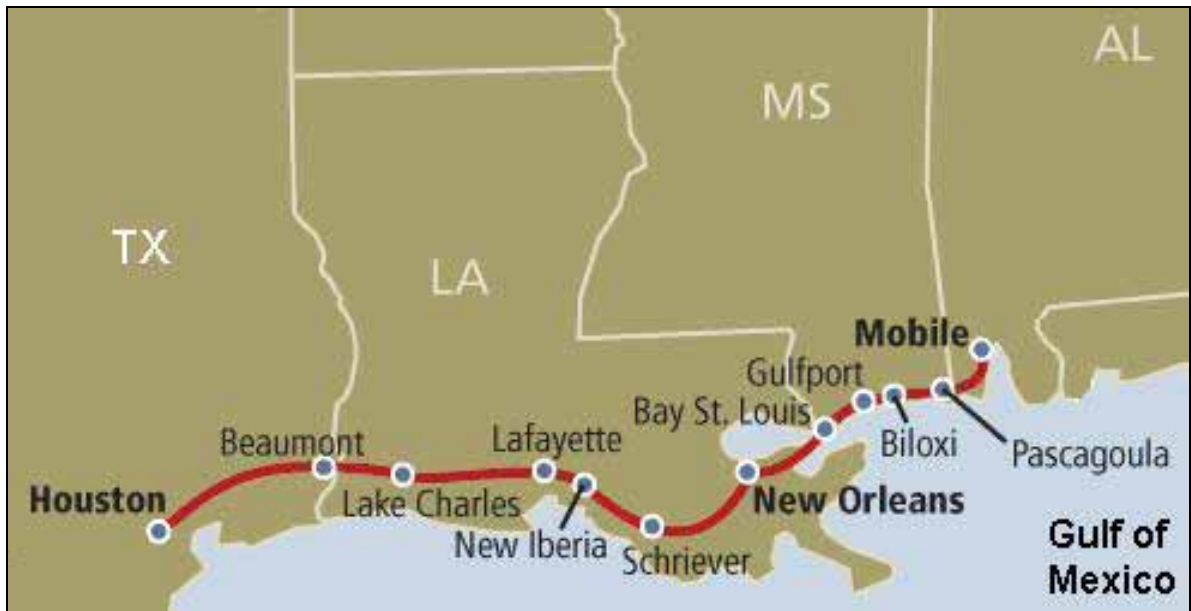 AL
MS
TX
LA
Mobile
Gulfport
Bay St. Louis
Beaumont
Lafayette
Biloxi
Pascagoula
Houston
Lake Charles
New Orleans
New Iberia
Schriever
Gulf of
Mexico